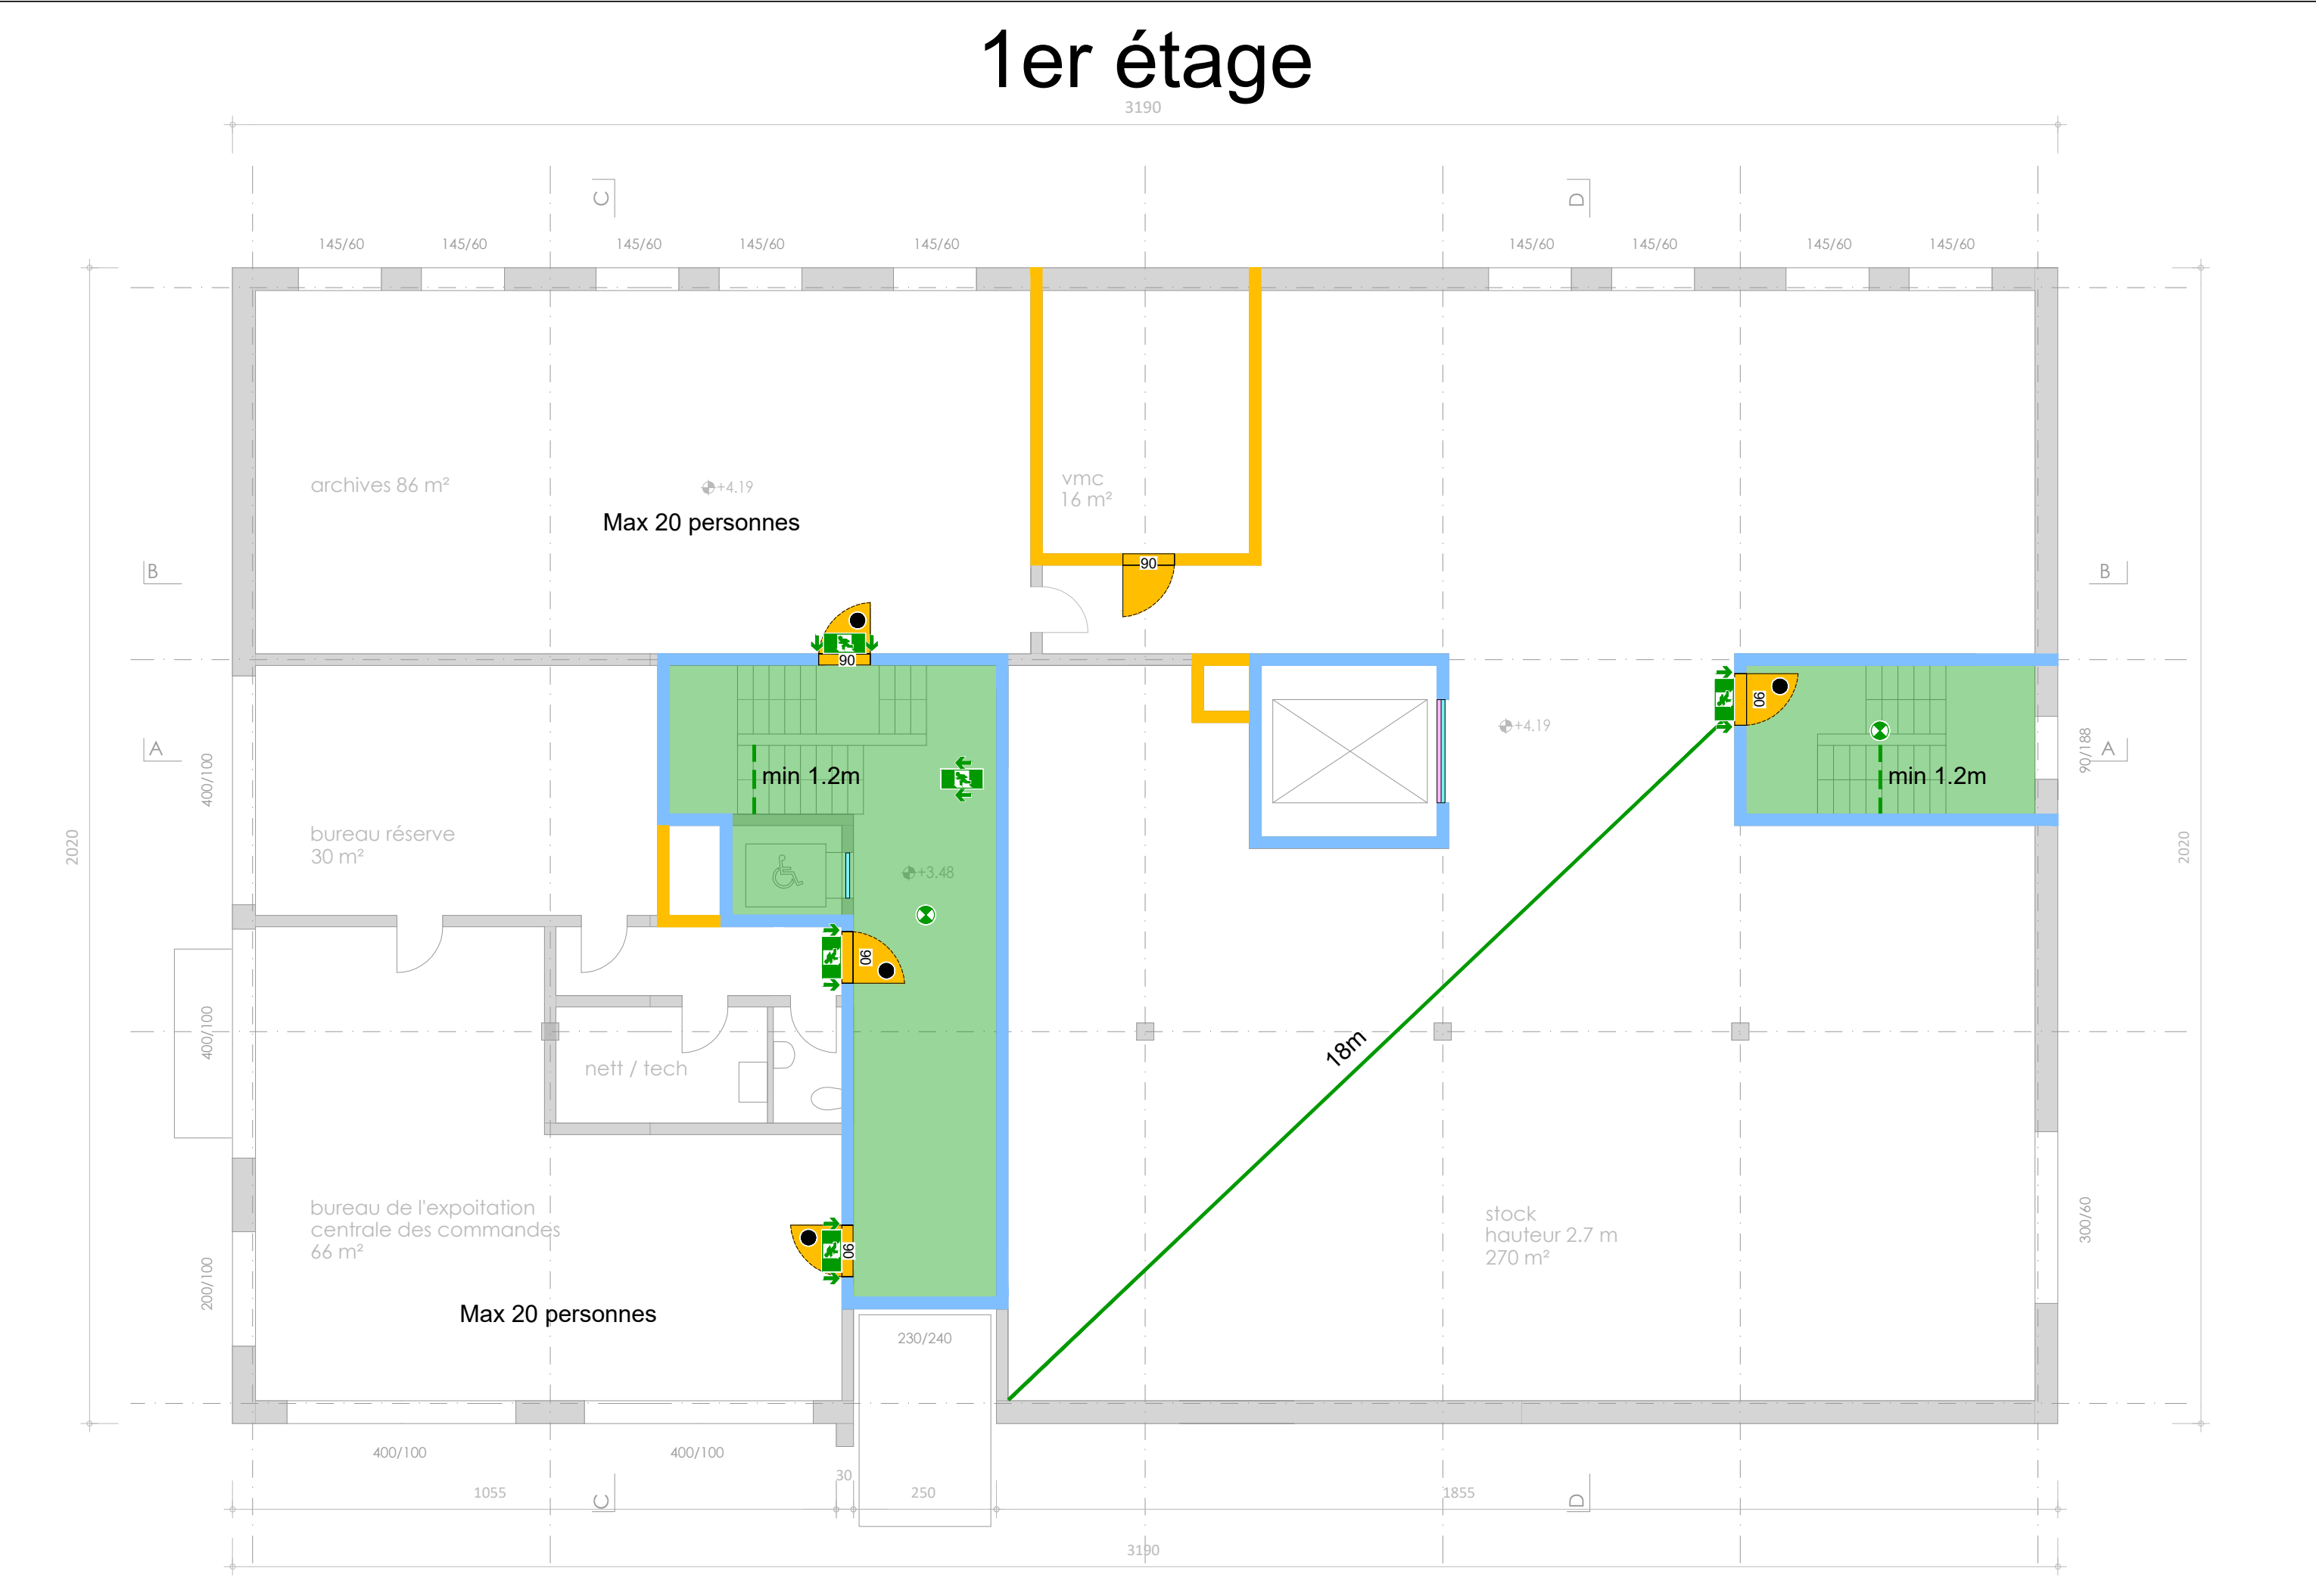 1er étage
3190
C
D
145/60
145/60
145/60
145/60
145/60
145/60
145/60
145/60
145/60
archives 86 m²
+4.19
Max 20 personnes
vmc
16 m²
90
B
B
90
90
+4.19
A
400/100
min 1.2m
min 1.2m
90/188
A
2020
bureau réserve
30 m²
+3.48
2020
90
400/100
nett / tech
18m
bureau de l'expoitation
centrale des commandes
66 m²
90
stock
hauteur 2.7 m
270 m²
300/60
200/100
Max 20 personnes
230/240
400/100
400/100
30
1055
C
250
1855
D
3190